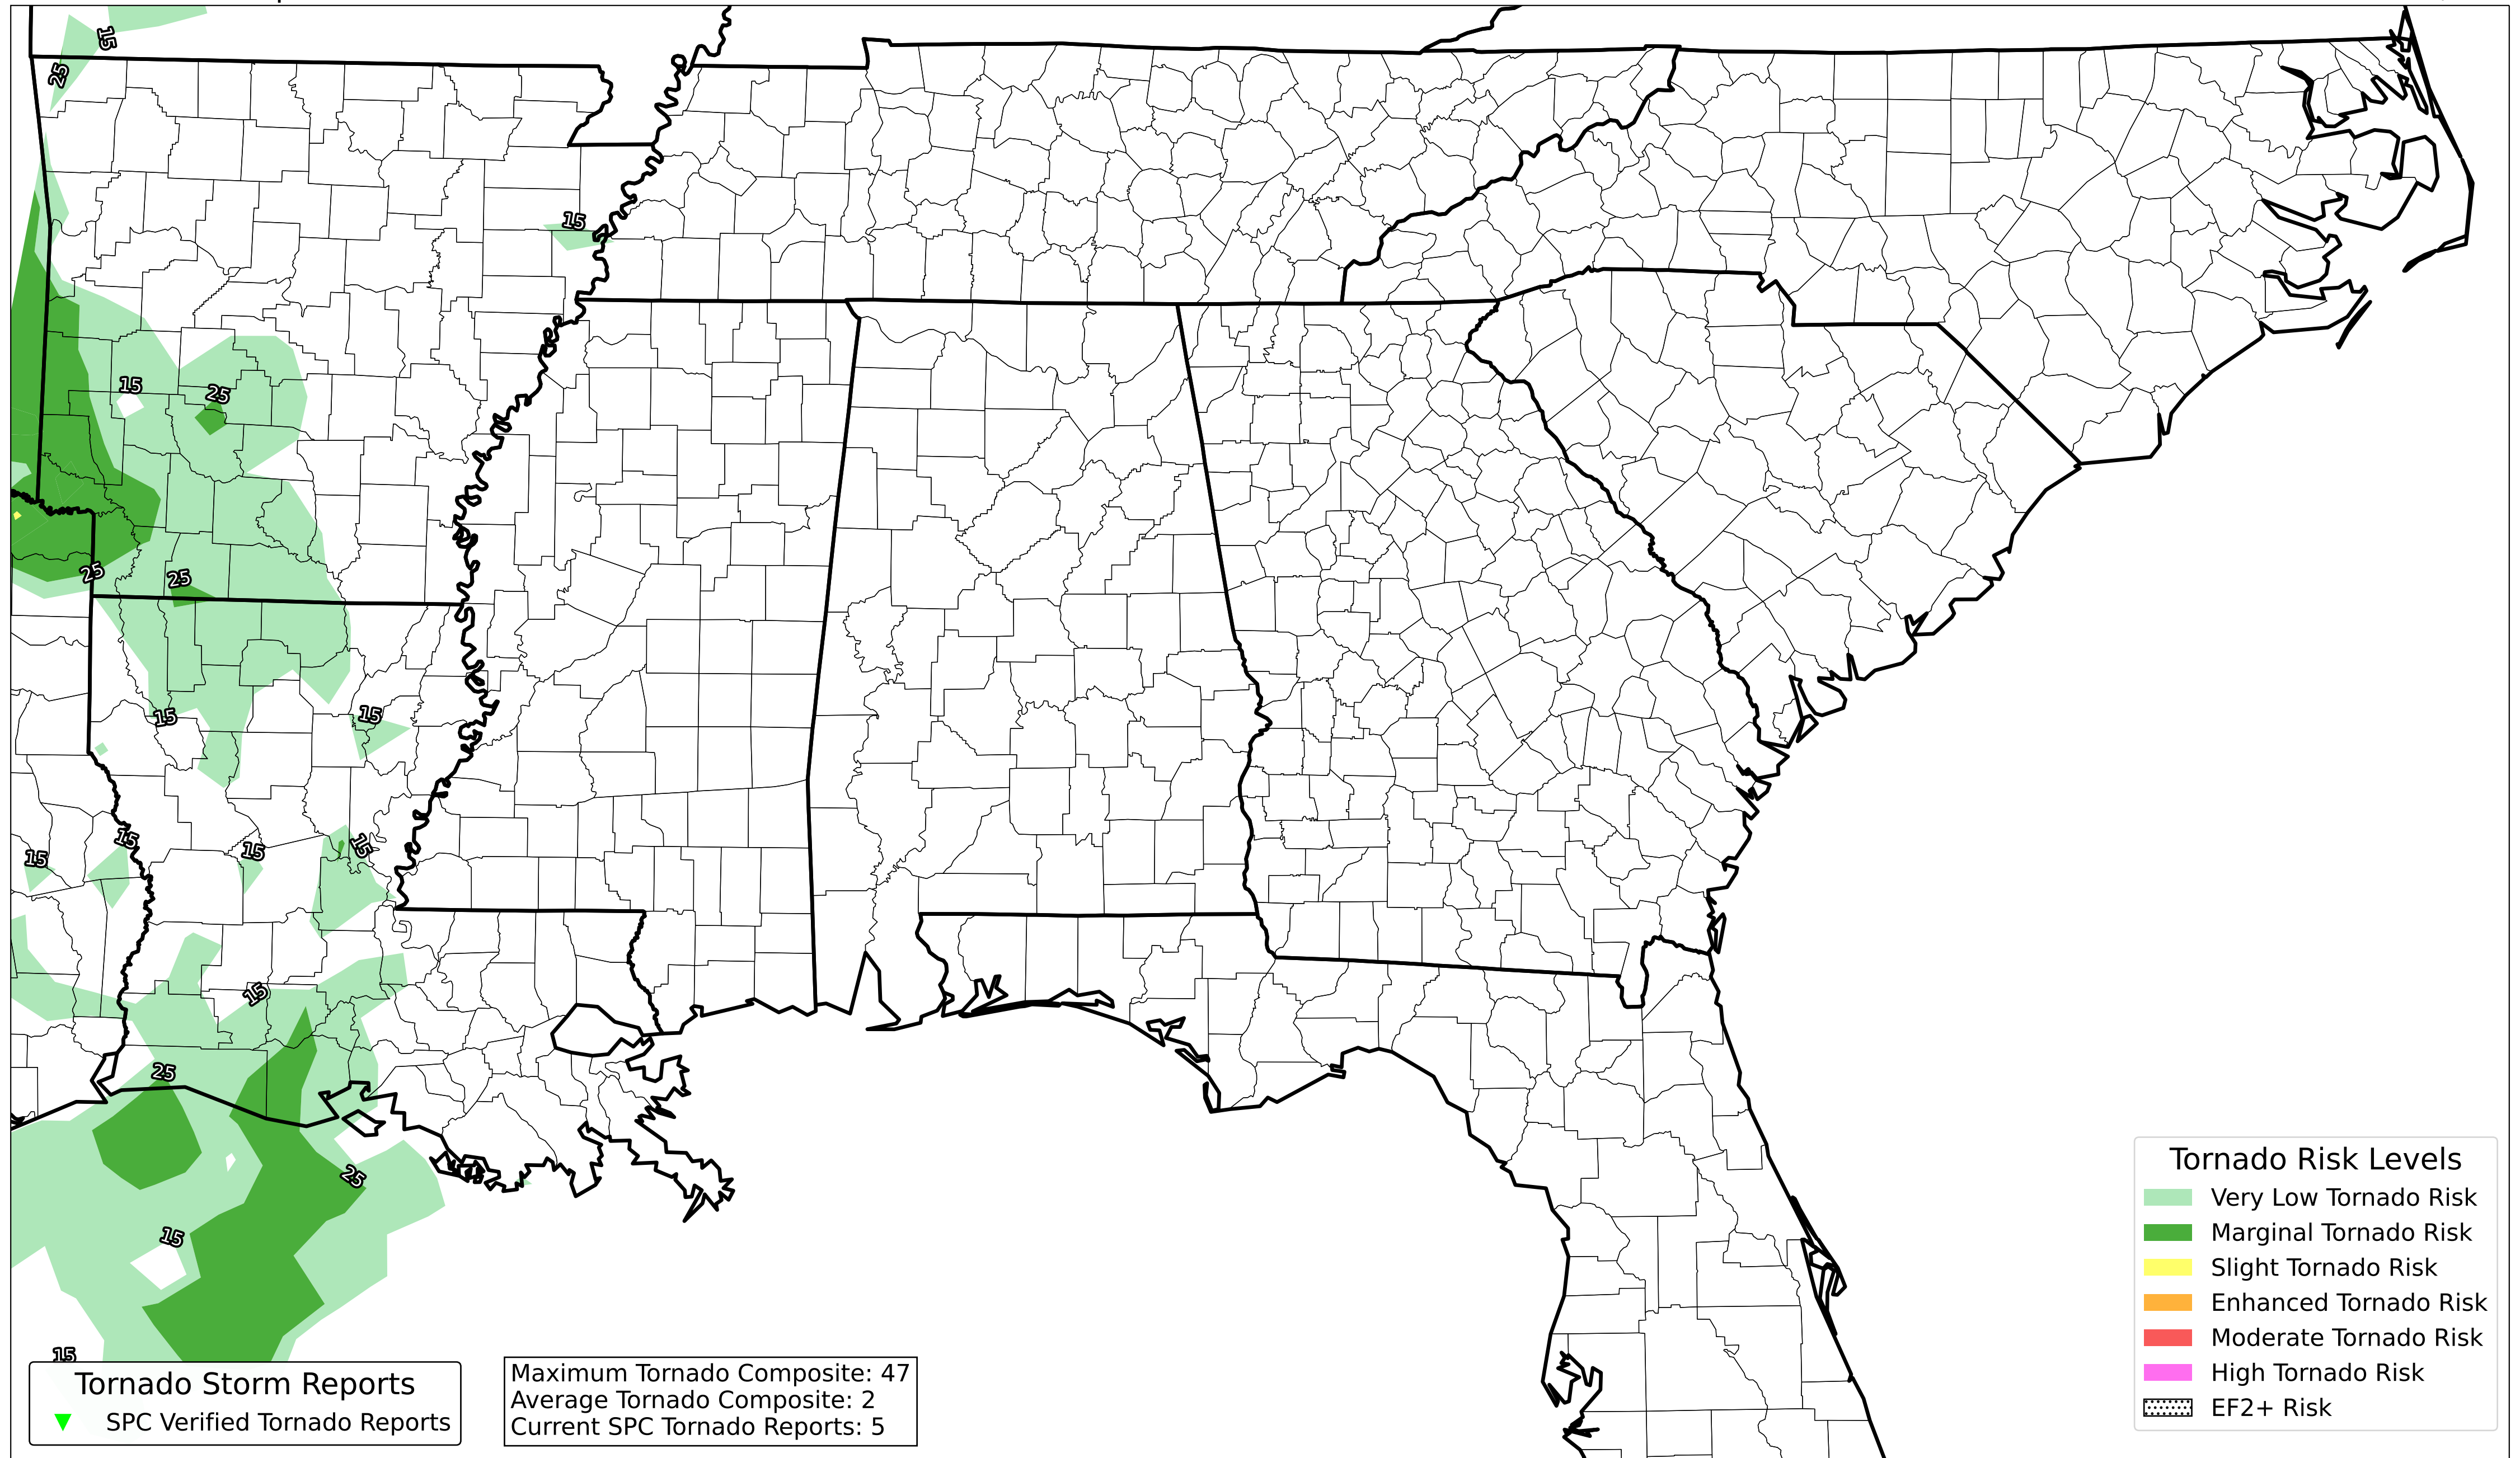 15
25
15
15
25
25
25
15
15
15
15
15
15
15
25
25
15
15
Tornado Storm Reports
SPC Verified Tornado Reports
Maximum Tornado Composite: 47
Average Tornado Composite: 2
Current SPC Tornado Reports: 5
Tornado Risk Levels
Very Low Tornado Risk
Marginal Tornado Risk
Slight Tornado Risk
Enhanced Tornado Risk
Moderate Tornado Risk
High Tornado Risk
EF2+ Risk